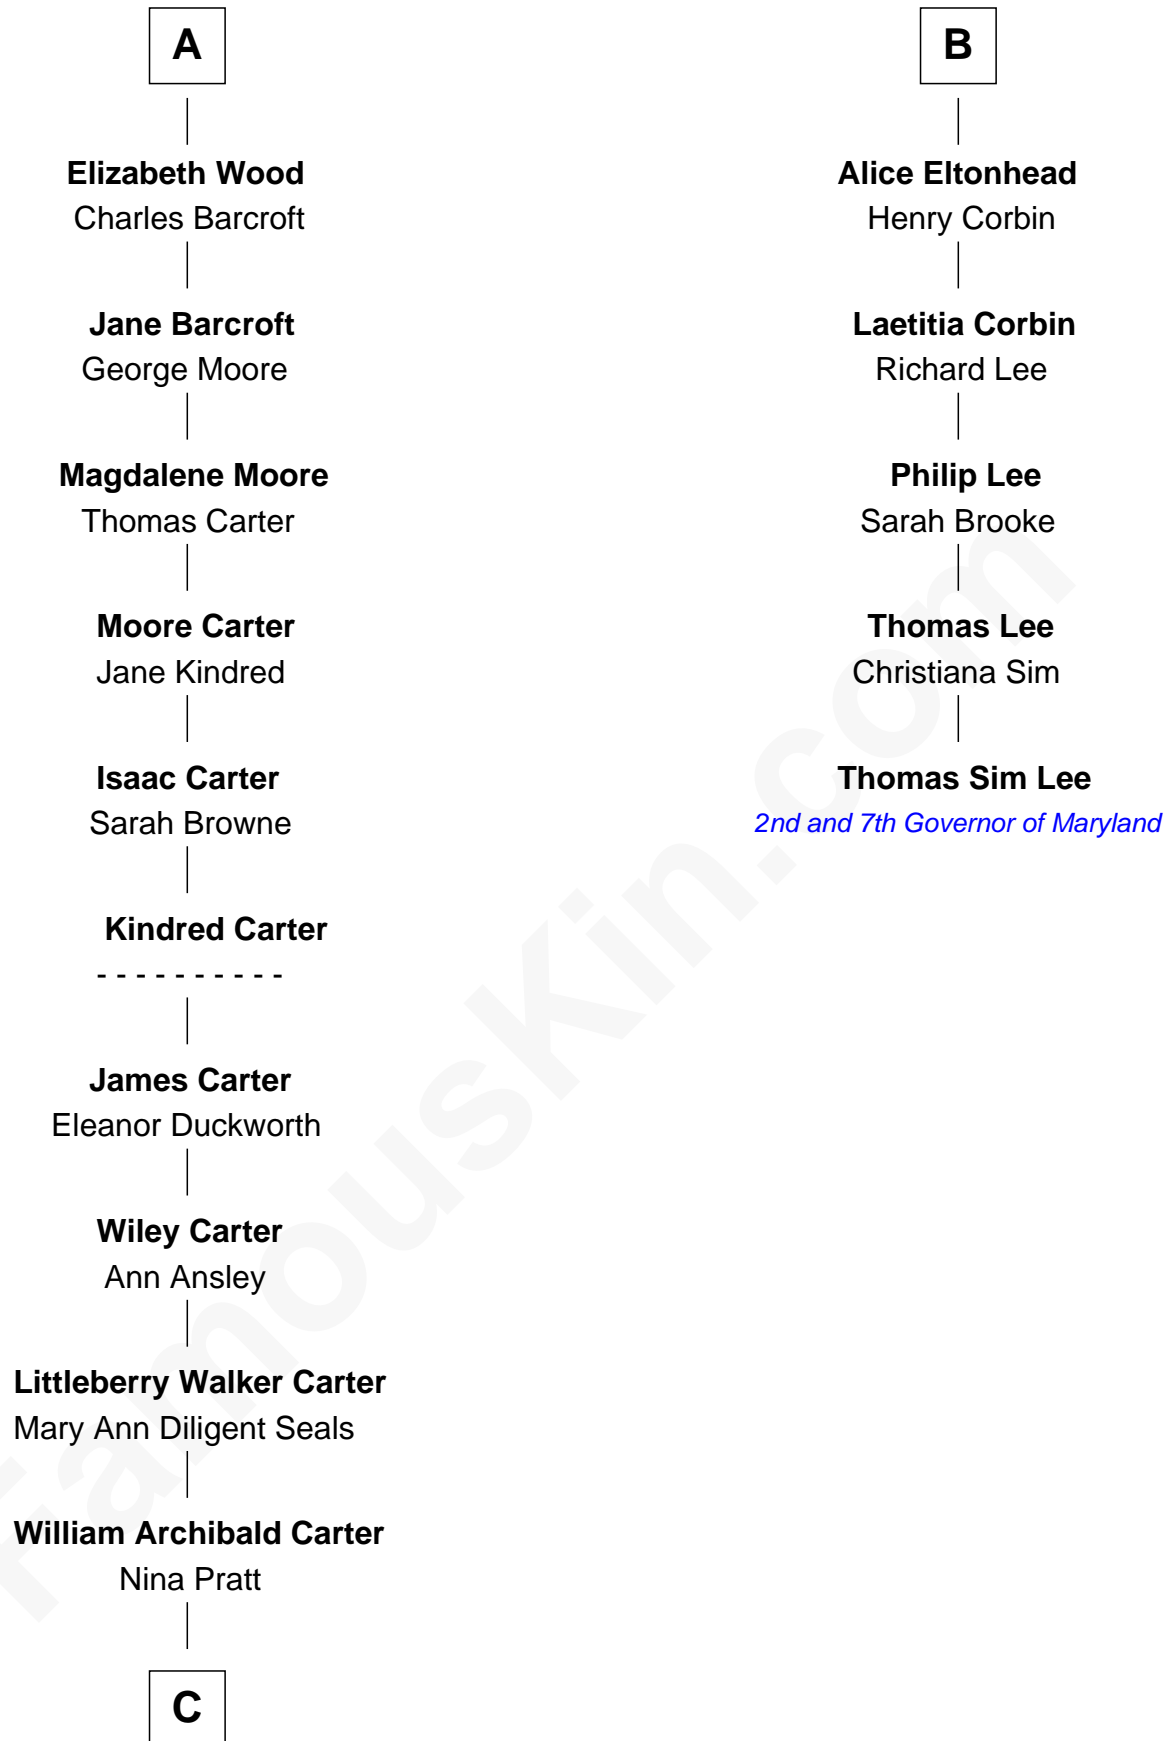 A
Elizabeth Wood
Charles Barcroft
Jane Barcroft
George Moore
Magdalene Moore
Thomas Carter
Moore Carter
Jane Kindred
Isaac Carter
Sarah Browne
Kindred Carter
- - - - - - - - - -
James Carter
Eleanor Duckworth
Wiley Carter
Ann Ansley
Littleberry Walker Carter
Mary Ann Diligent Seals
William Archibald Carter
Nina Pratt
C
B
Alice Eltonhead
Henry Corbin
Laetitia Corbin
Richard Lee
Philip Lee
Sarah Brooke
Thomas Lee
Christiana Sim
Thomas Sim Lee
2nd and 7th Governor of Maryland
FamousKin.com